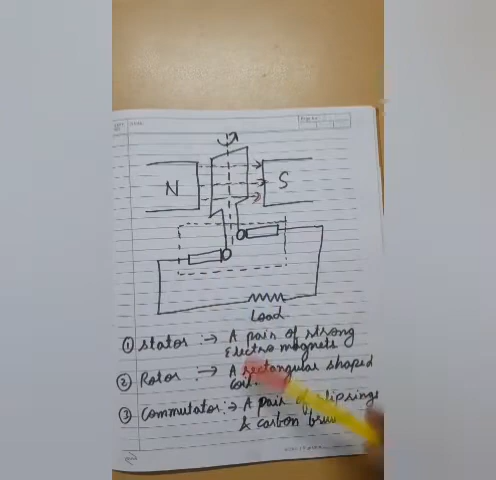 N
S
Load
① Stator :→ A pair of strong
Electro magnets
② Rotor :→ A rectangular shaped
coil.
③ Commutator :→ A pair of slip rings
& carbon